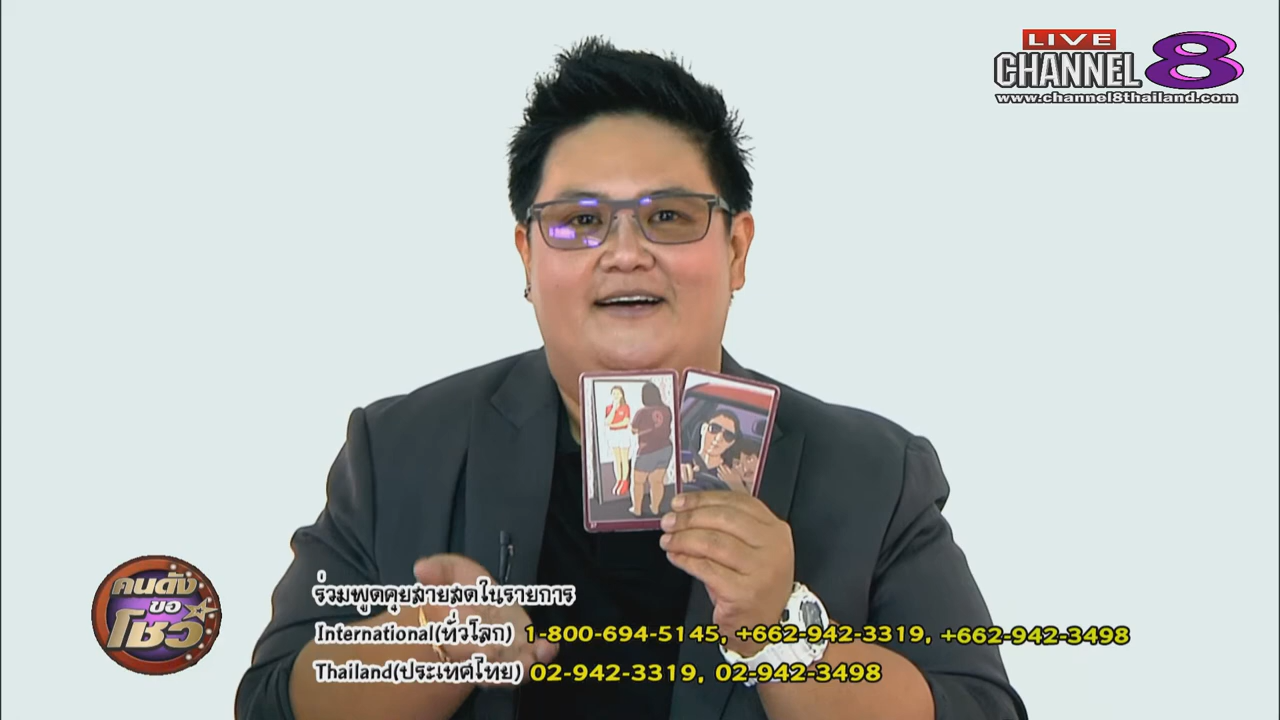 LIVE
CHANNEL 8
www.channel8thailand.com
คนดัง
ขอ
โชว์
ร่วมพูดคุยสายสดในรายการ
International(ทั่วโลก) 1-800-694-5145, +662-942-3319, +662-942-3498
Thailand(ประเทศไทย) 02-942-3319, 02-942-3498